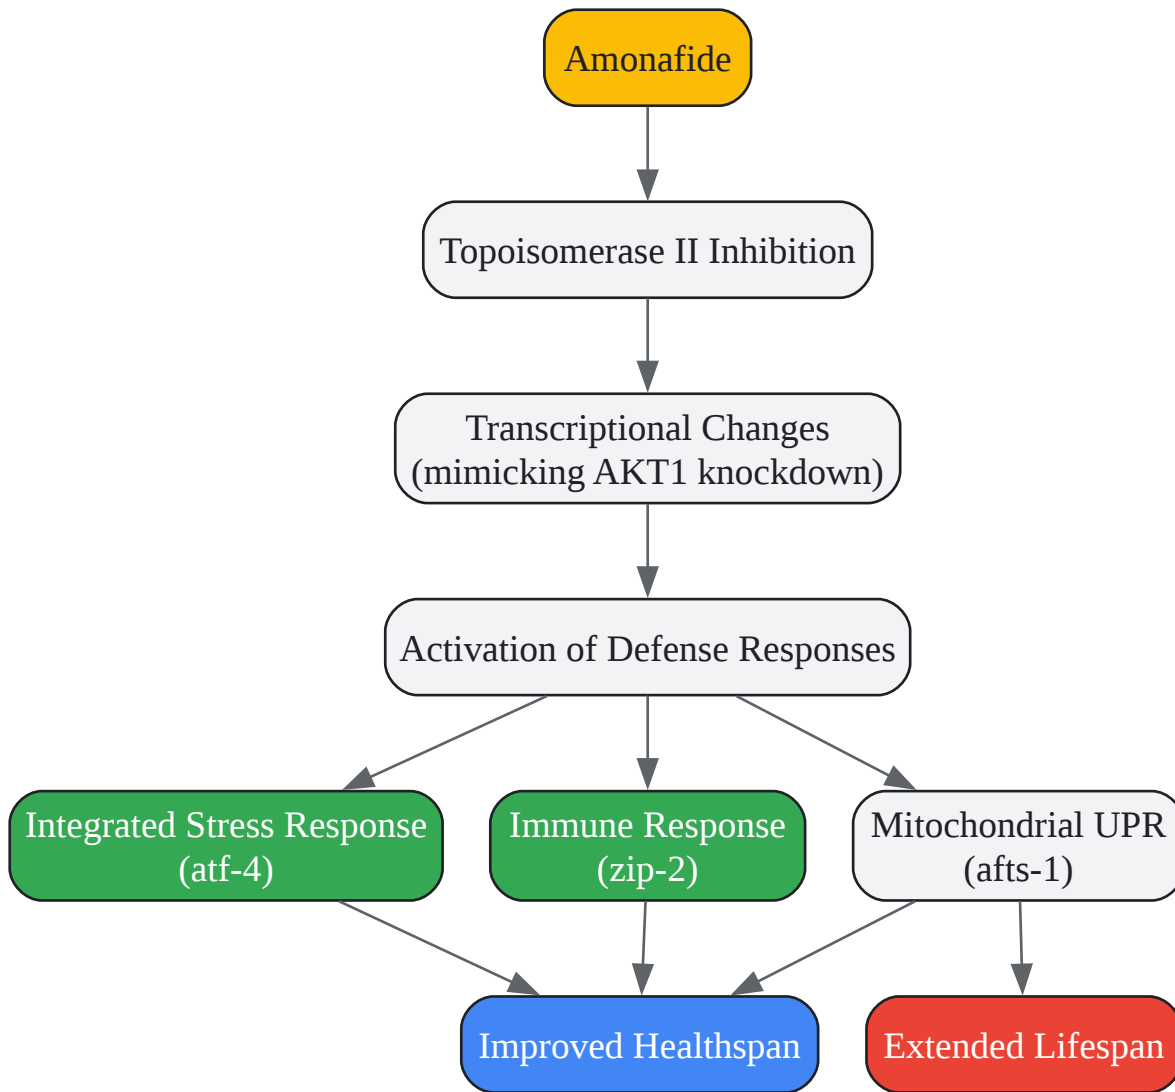 Amonafide
Topoisomerase II Inhibition
Transcriptional Changes
(mimicking AKT1 knockdown)
Activation of Defense Responses
Integrated Stress Response
(atf-4)
Immune Response
(zip-2)
Mitochondrial UPR
(afts-1)
Improved Healthspan
Extended Lifespan